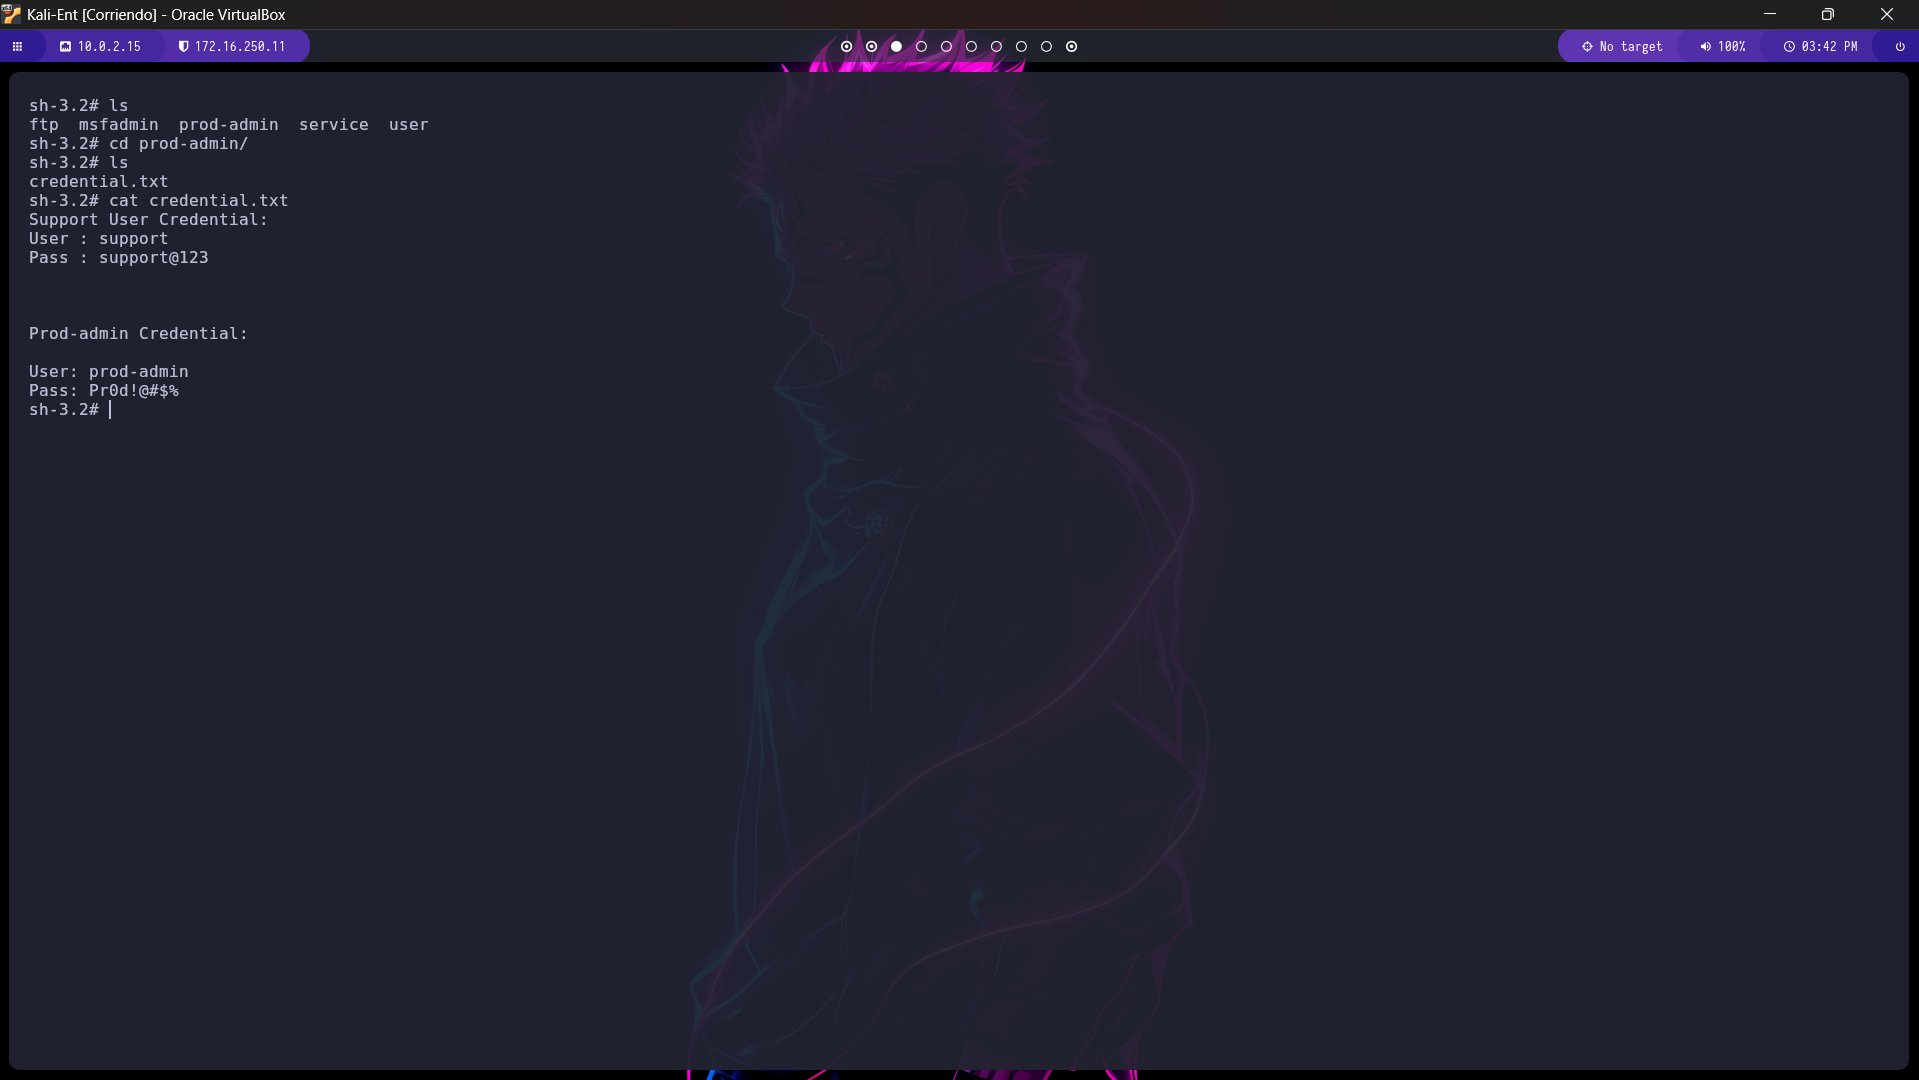 Kali-Ent [Corriendo] - Oracle VirtualBox
10.0.2.15 172.16.250.11 No target 100% 03:42 PM
sh-3.2# ls
ftp  msfadmin  prod-admin  service  user
sh-3.2# cd prod-admin/
sh-3.2# ls
credential.txt
sh-3.2# cat credential.txt
Support User Credential:
User : support
Pass : support@123
Prod-admin Credential:
User: prod-admin
Pass: Pr0d!@#$%
sh-3.2#